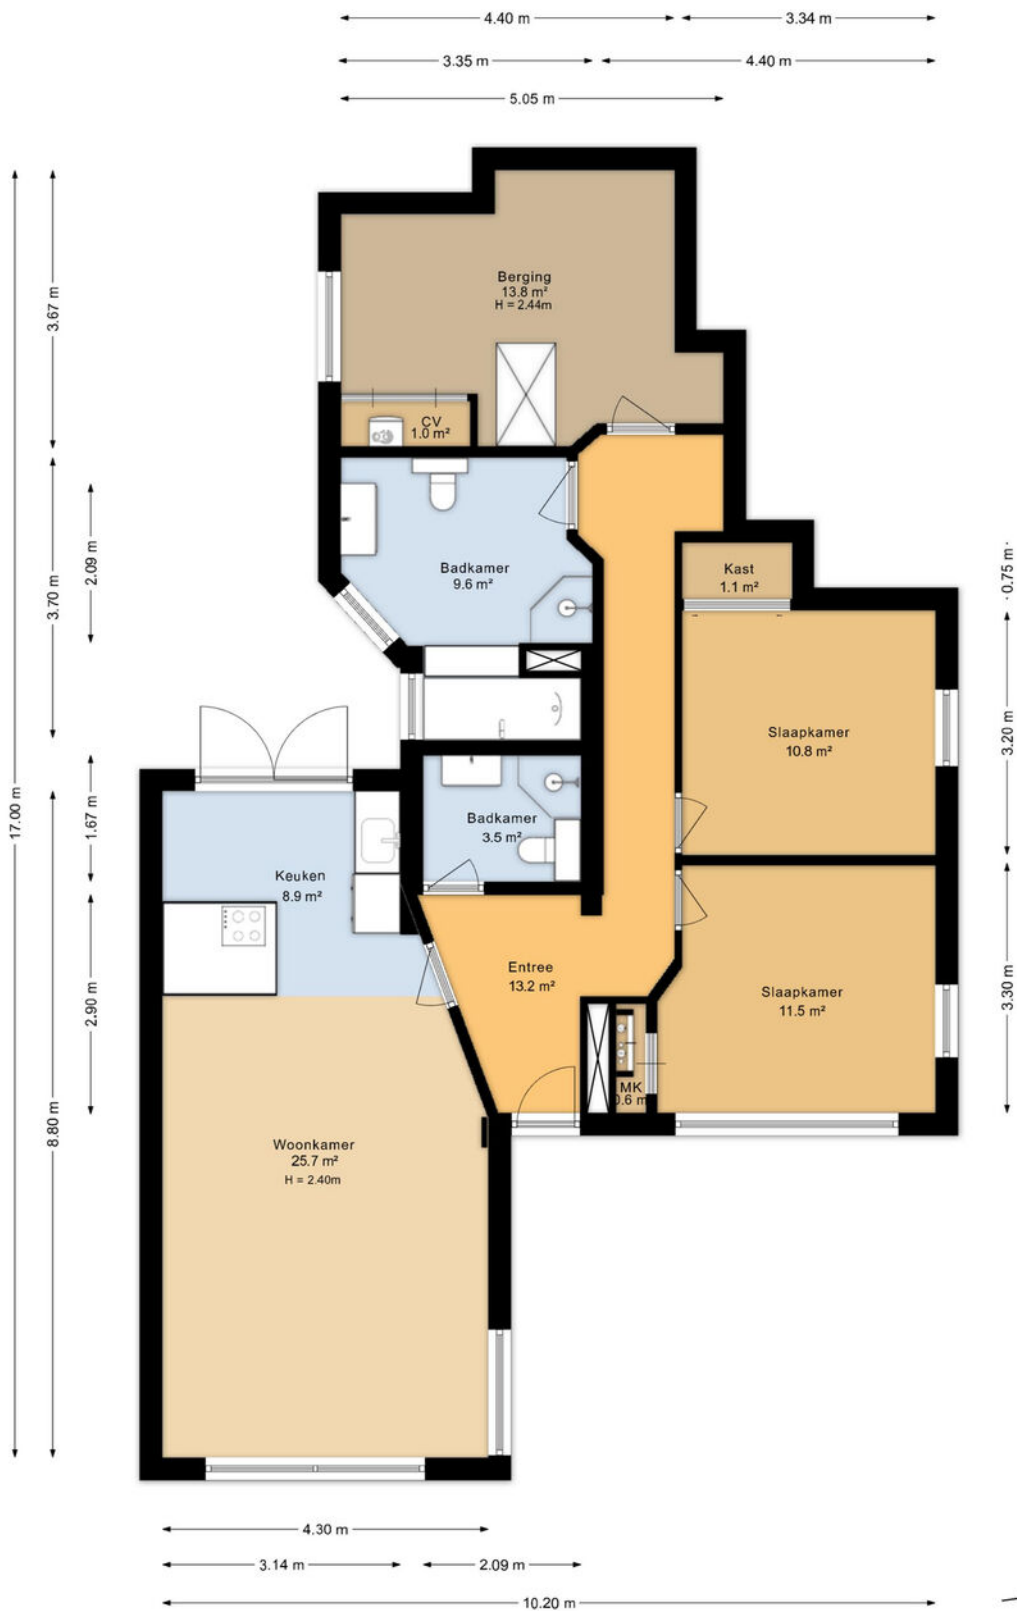 4.40 m
3.34 m
3.35 m
4.40 m
5.05 m
17.00 m
3.67 m
3.70 m
2.09 m
1.67 m
2.90 m
8.80 m
0.75 m
3.20 m
3.30 m
Berging
13.8 m²
H = 2.44m
CV
1.0 m²
Badkamer
9.6 m²
Kast
1.1 m²
Slaapkamer
10.8 m²
Badkamer
3.5 m²
Keuken
8.9 m²
Entree
13.2 m²
Slaapkamer
11.5 m²
MK
0.6 m
Woonkamer
25.7 m²
H = 2.40m
4.30 m
3.14 m
2.09 m
10.20 m